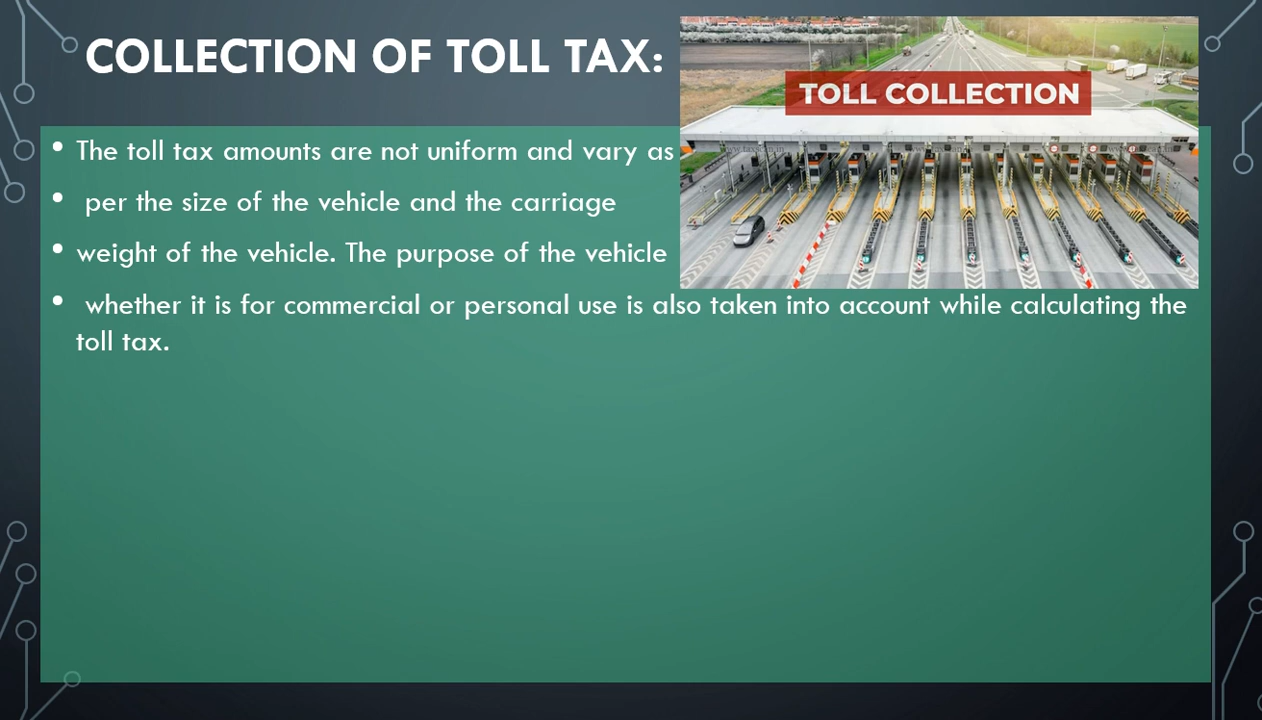 COLLECTION OF TOLL TAX:
TOLL COLLECTION
• The toll tax amounts are not uniform and vary as
• per the size of the vehicle and the carriage
• weight of the vehicle. The purpose of the vehicle
• whether it is for commercial or personal use is also taken into account while calculating the
toll tax.